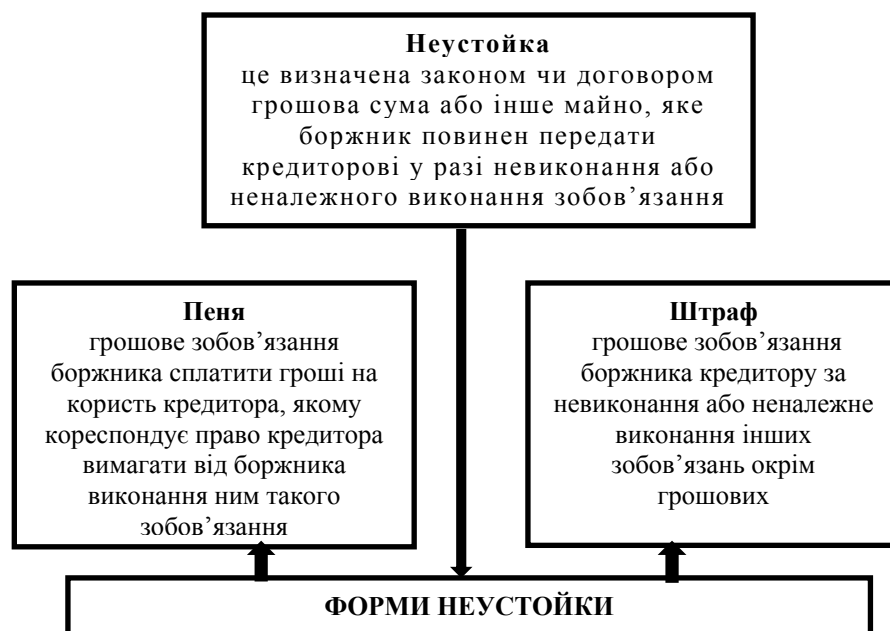 Неустойка
це визначена законом чи договором
грошова сума або інше майно, яке
боржник повинен передати
кредиторові у разі невиконання або
неналежного виконання зобов’язання
Пеня
грошове зобов’язання
боржника сплатити гроші на
користь кредитора, якому
кореспондує право кредитора
вимагати від боржника
виконання ним такого
зобов’язання
Штраф
грошове зобов’язання
боржника кредитору за
невиконання або неналежне
виконання інших
зобов’язань окрім
грошових
ФОРМИ НЕУСТОЙКИ